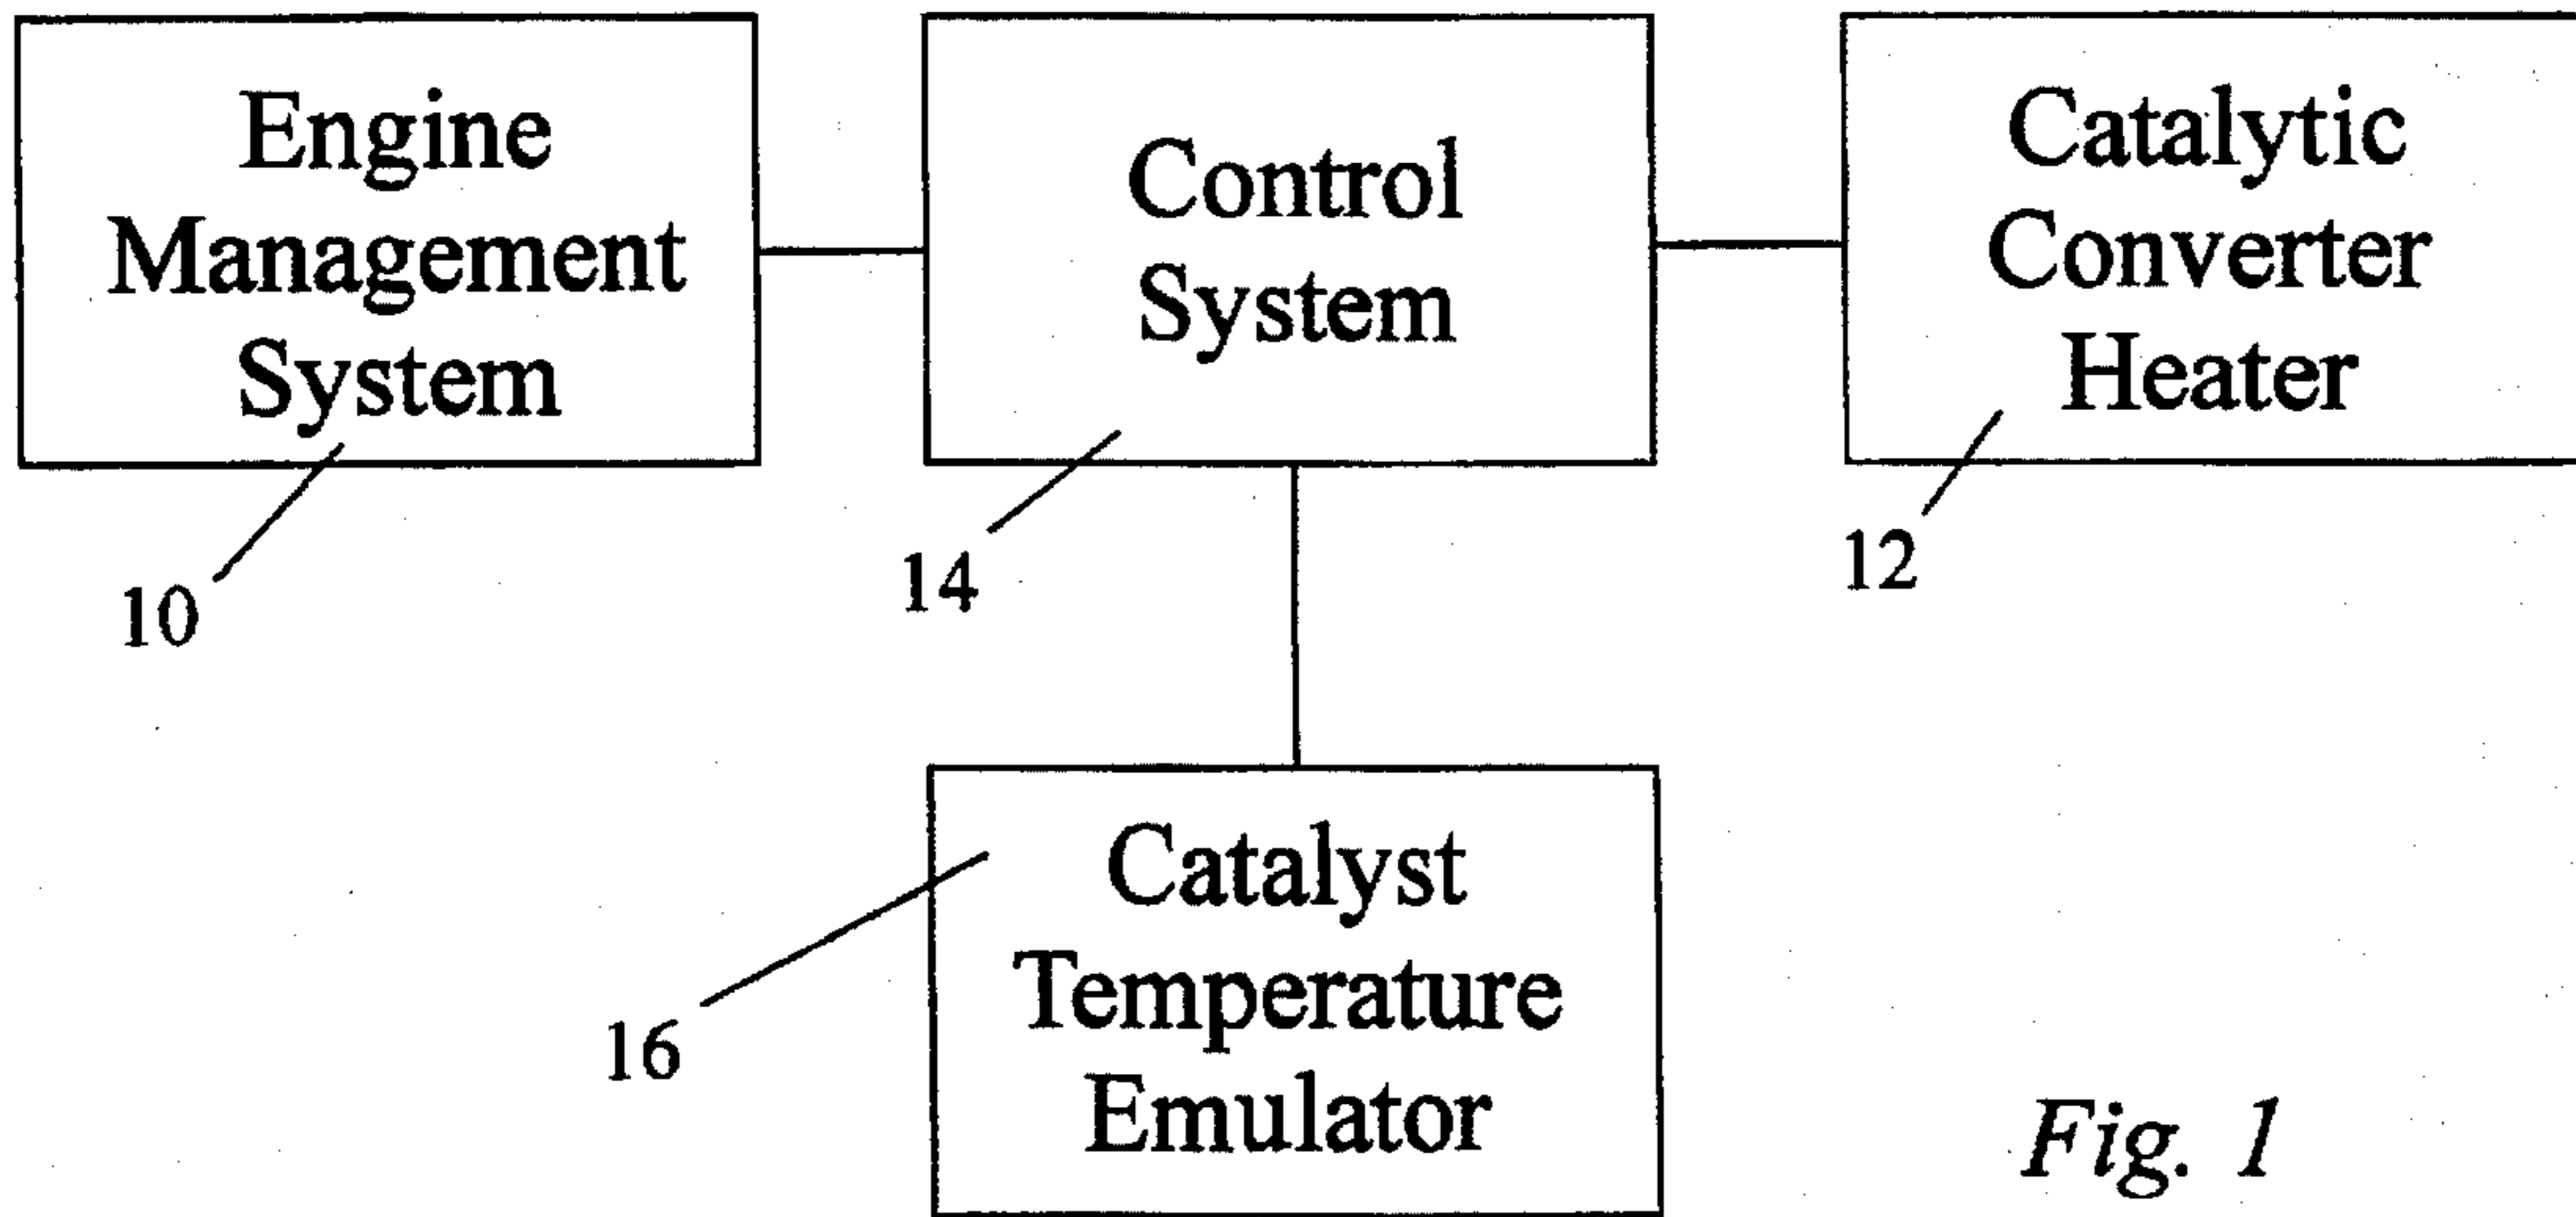 Engine
Management
System
10
Control
System
14
Catalytic
Converter
Heater
12
Catalyst
Temperature
Emulator
16
Fig. 1